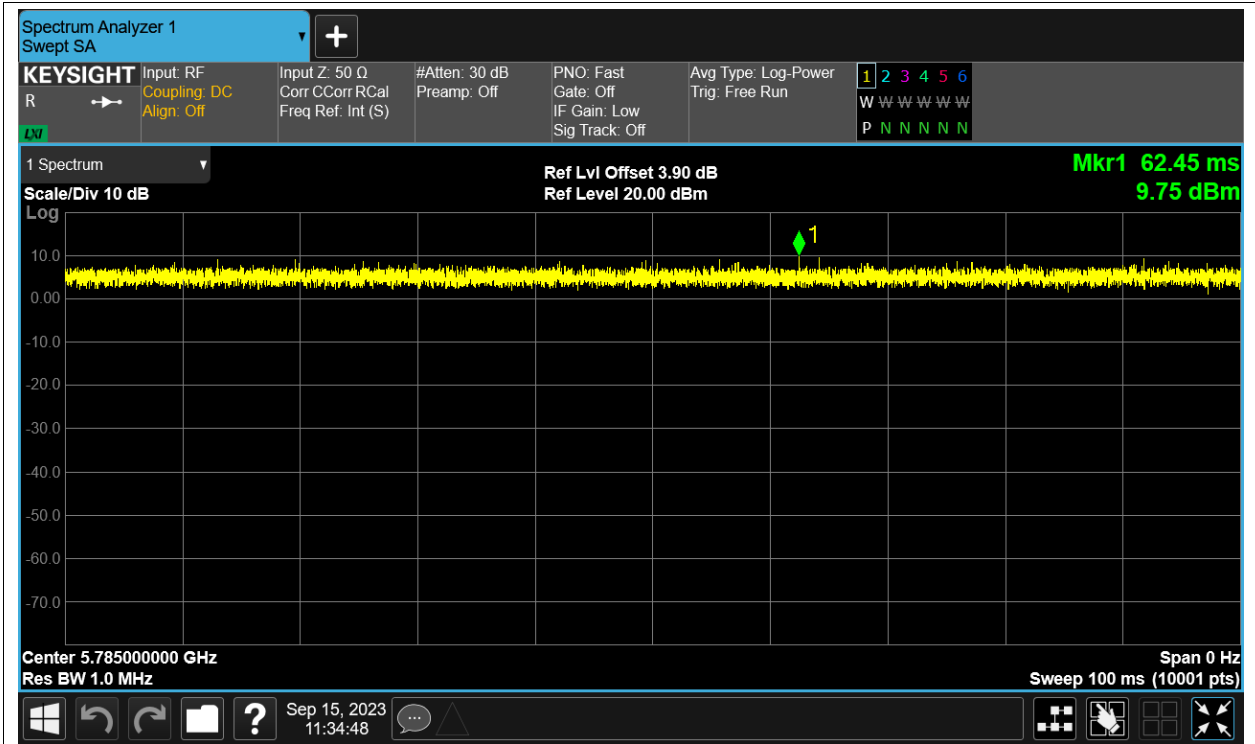 Spectrum Analyzer 1
Swept SA
KEYSIGHT
R
LXI
Input: RF
Coupling: DC
Align: Off
Input Z: 50 Ω
Corr CCorr RCal
Freq Ref: Int (S)
#Atten: 30 dB
Preamp: Off
PNO: Fast
Gate: Off
IF Gain: Low
Sig Track: Off
Avg Type: Log-Power
Trig: Free Run
1 2 3 4 5 6
W W W W W W
P N N N N N
1 Spectrum
Scale/Div 10 dB
Log
Ref Lvl Offset 3.90 dB
Ref Level 20.00 dBm
Mkr1 62.45 ms
9.75 dBm
1
10.0
0.00
-10.0
-20.0
-30.0
-40.0
-50.0
-60.0
-70.0
Center 5.785000000 GHz
Res BW 1.0 MHz
Span 0 Hz
Sweep 100 ms (10001 pts)
?
Sep 15, 2023
11:34:48